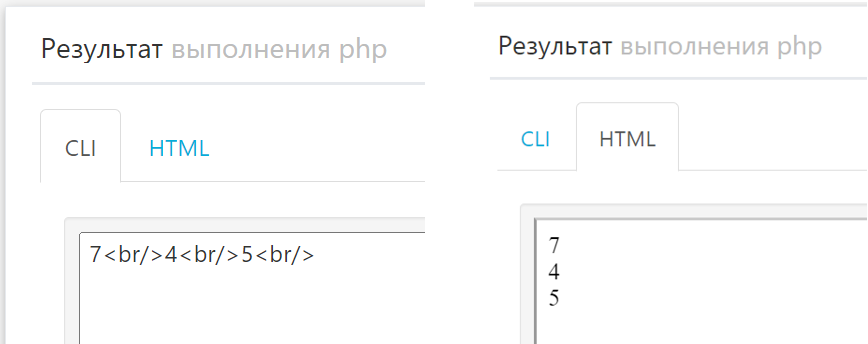 Результат выполнения php
CLI HTML
7<br/>4<br/>5<br/>
Результат выполнения php
CLI HTML
7
4
5